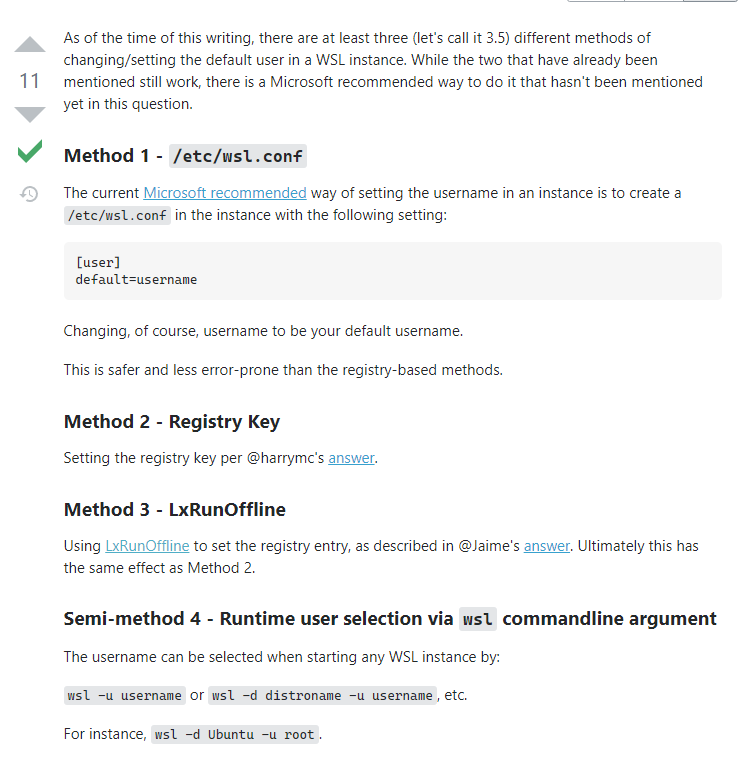 As of the time of this writing, there are at least three (let's call it 3.5) different methods of
changing/setting the default user in a WSL instance. While the two that have already been
mentioned still work, there is a Microsoft recommended way to do it that hasn't been mentioned
yet in this question.
11
Method 1 - /etc/wsl.conf
The current Microsoft recommended way of setting the username in an instance is to create a
/etc/wsl.conf in the instance with the following setting:
[user]
default=username
Changing, of course, username to be your default username.
This is safer and less error-prone than the registry-based methods.
Method 2 - Registry Key
Setting the registry key per @harrymc's answer.
Method 3 - LxRunOffline
Using LxRunOffline to set the registry entry, as described in @Jaime's answer. Ultimately this has
the same effect as Method 2.
Semi-method 4 - Runtime user selection via wsl commandline argument
The username can be selected when starting any WSL instance by:
wsl -u username or wsl -d distroname -u username, etc.
For instance, wsl -d Ubuntu -u root.